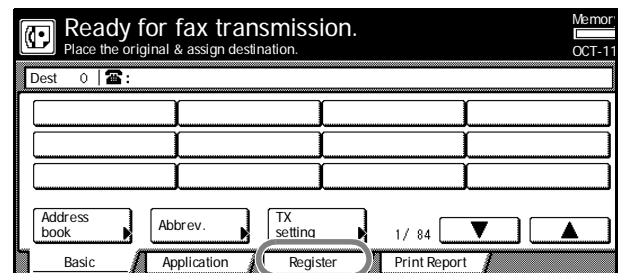 Ready for fax transmission.
Place the original & assign destination.
Memor
OCT-11
Dest 0 ☎:
Address book
Abbrev.
TX setting
1/ 84
Basic
Application
Register
Print Report